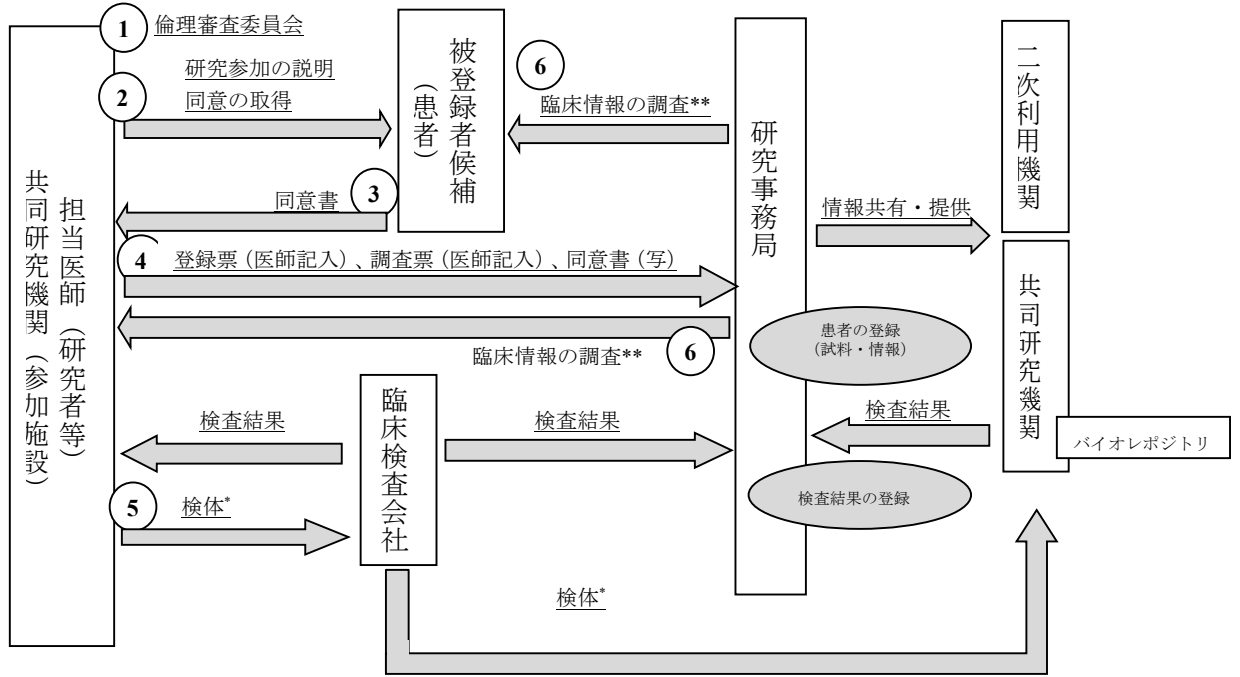 1
倫理審査委員会
研究参加の説明
2
同意の取得
被登録者候補
（患者）
6
臨床情報の調査**
同意書
3
4
登録票（医師記入）、調査票（医師記入）、同意書（写）
臨床情報の調査**
6
共同研究機関（参加施設）
担当医師（研究者等）
検査結果
5
検体*
臨床検査会社
検査結果
検体*
研究事務局
情報共有・提供
患者の登録
（試料・情報）
検査結果
検査結果の登録
二次利用機関
共同研究機関
バイオレポジトリ